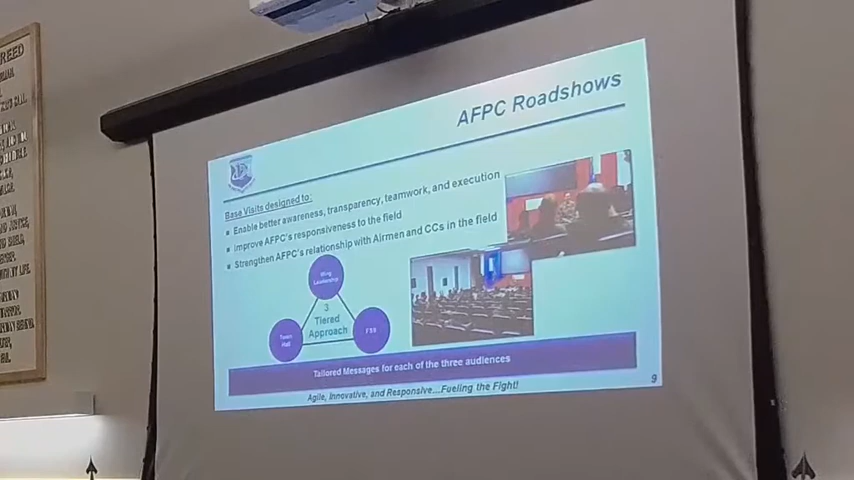 REED
AFPC Roadshows
Base Visits designed to:
▪ Enable better awareness, transparency, teamwork, and execution
▪ Improve AFPC's responsiveness to the field
▪ Strengthen AFPC's relationship with Airmen and CCs in the field
Wing
Leadership
3
Tiered
Approach
Town
Hall
FSS
Tailored Messages for each of the three audiences
Agile, Innovative, and Responsive...Fueling the Fight!
9